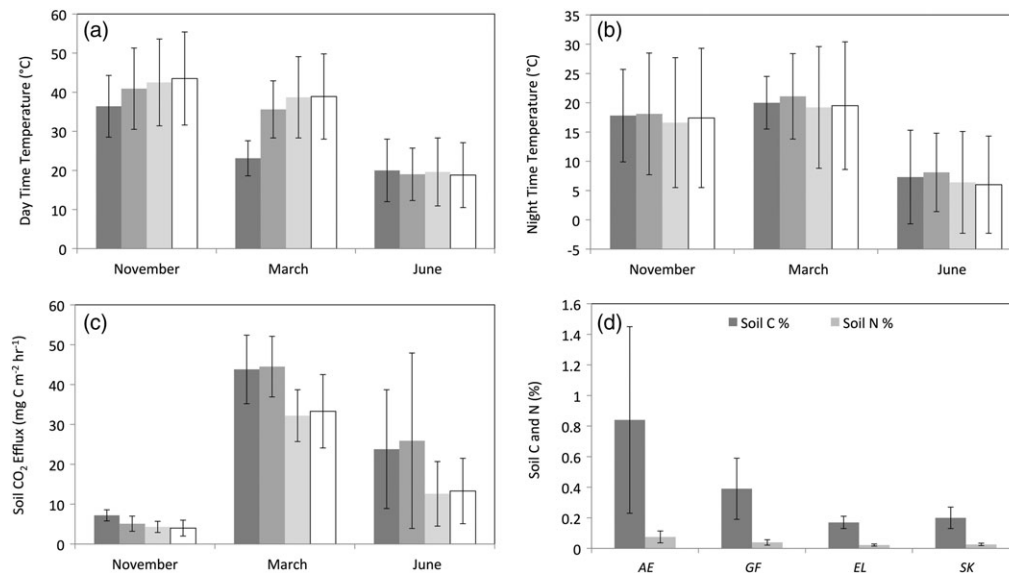 (a)
Day Time Temperature (°C)
60
50
40
30
20
10
0
November March June
(b)
Night Time Temperature (°C)
35
30
25
20
15
10
5
0
-5
November March June
(c)
Soil CO2 Efflux (mg C m-2 hr-1)
60
50
40
30
20
10
0
November March June
(d)
Soil C % Soil N %
Soil C and N (%)
1.6
1.4
1.2
1
0.8
0.6
0.4
0.2
0
AE GF EL SK